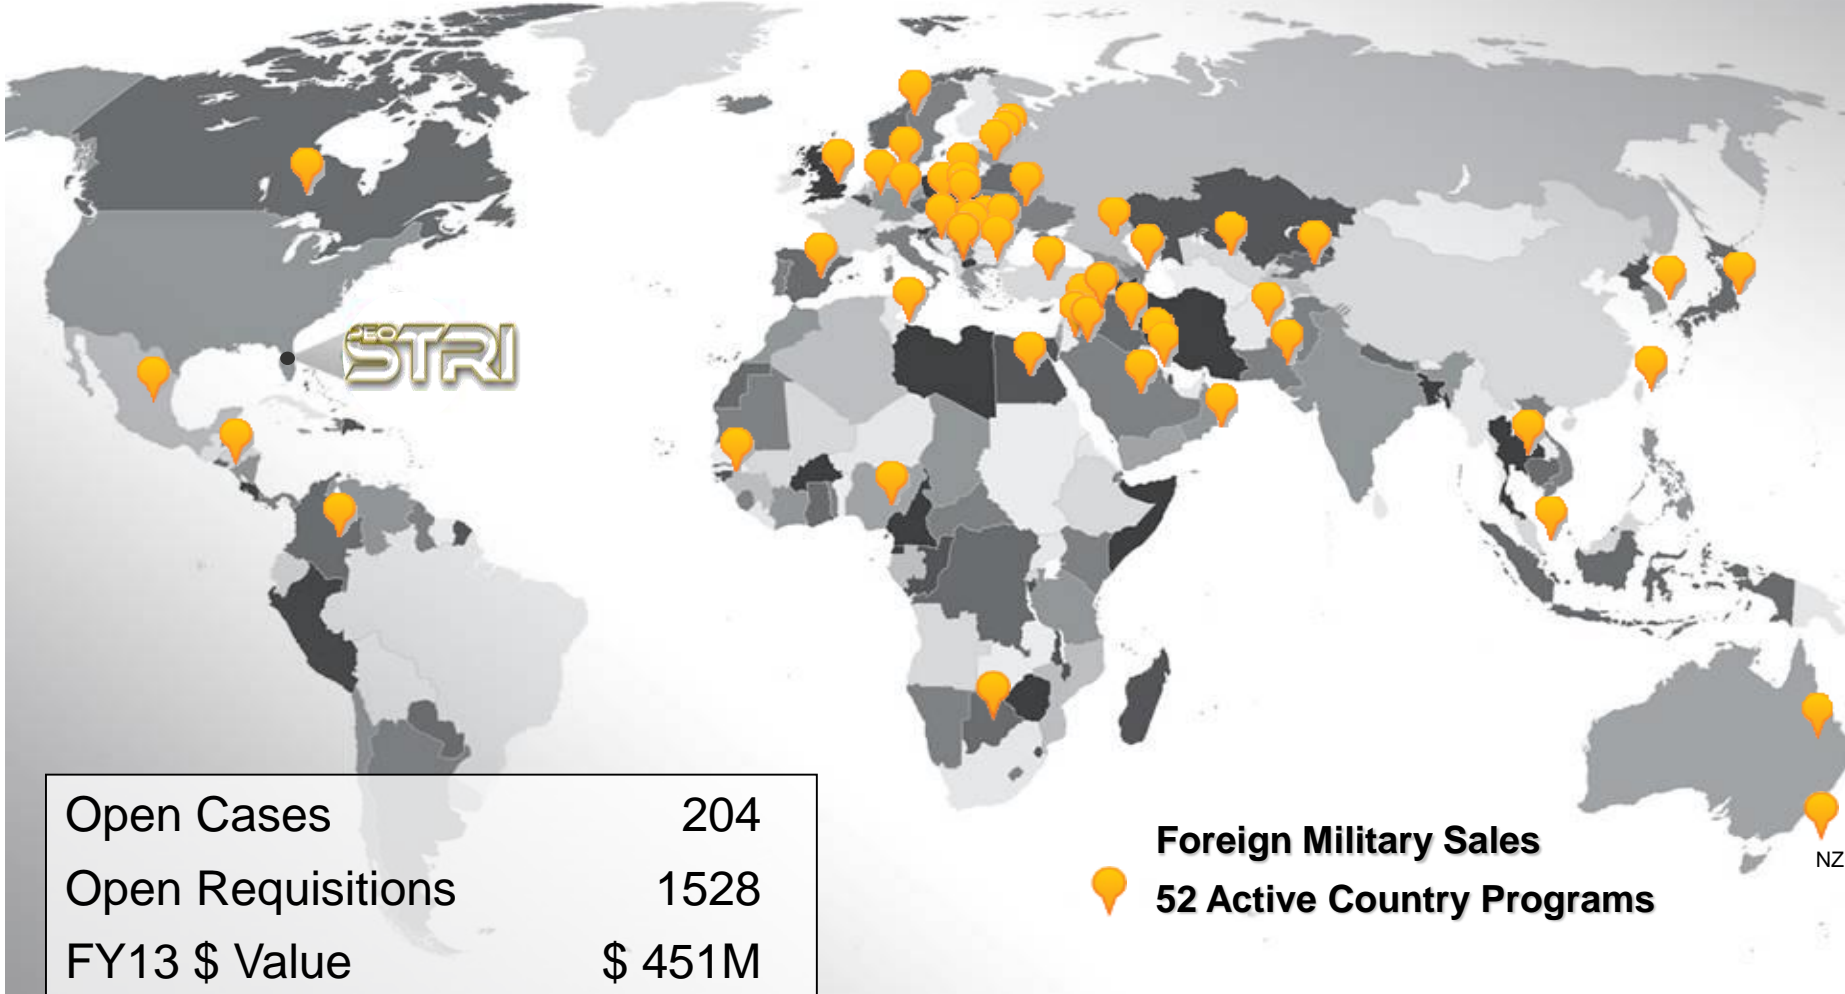 PEO
STRI
Open Cases 204
Open Requisitions 1528
FY13 $ Value $ 451M
Foreign Military Sales
52 Active Country Programs
NZ